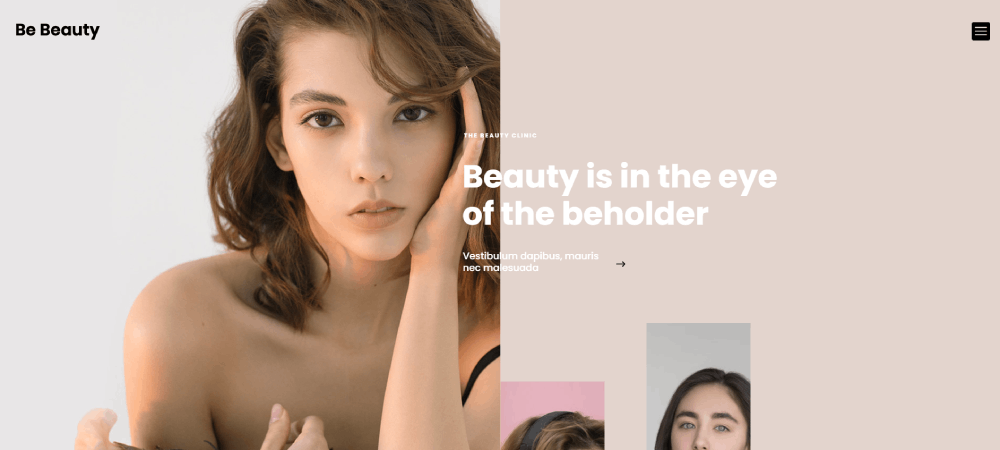 Be Beauty
THE BEAUTY CLINIC
Beauty is in the eye
of the beholder
Vestibulum dapibus, mauris
nec malesuada